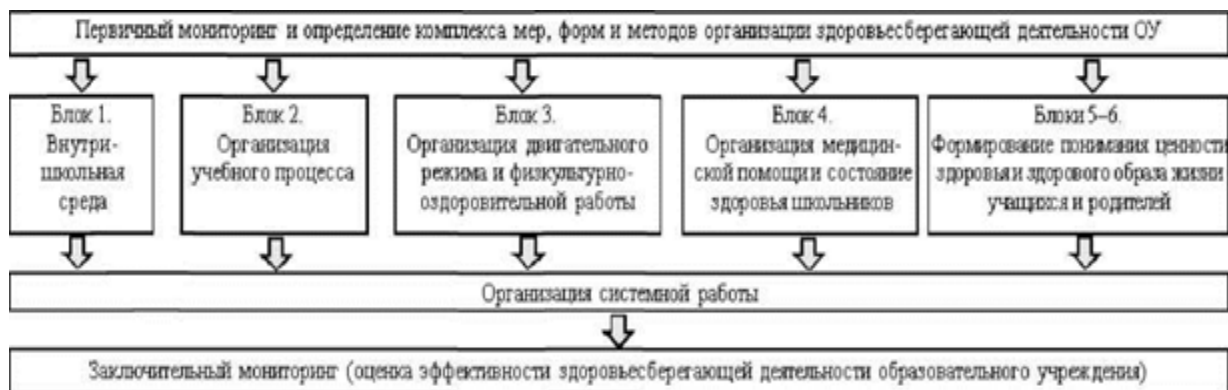 Первичный мониторинг и определение комплекса мер, форм и методов организации здоровьесберегающей деятельности ОУ
Блок 1.
Внутри-
школьная
среда
Блок 2.
Организация
учебного процесса
Блок 3.
Организация двигательного
режима и физкультурно-
оздоровительной работы
Блок 4.
Организация медицин-
ской помощи и состояние
здоровья школьников
Блоки 5–6.
Формирование понимания ценности
здоровья и здорового образа жизни
учащихся и родителей
Организация системной работы
Заключительный мониторинг (оценка эффективности здоровьесберегающей деятельности образовательного учреждения)